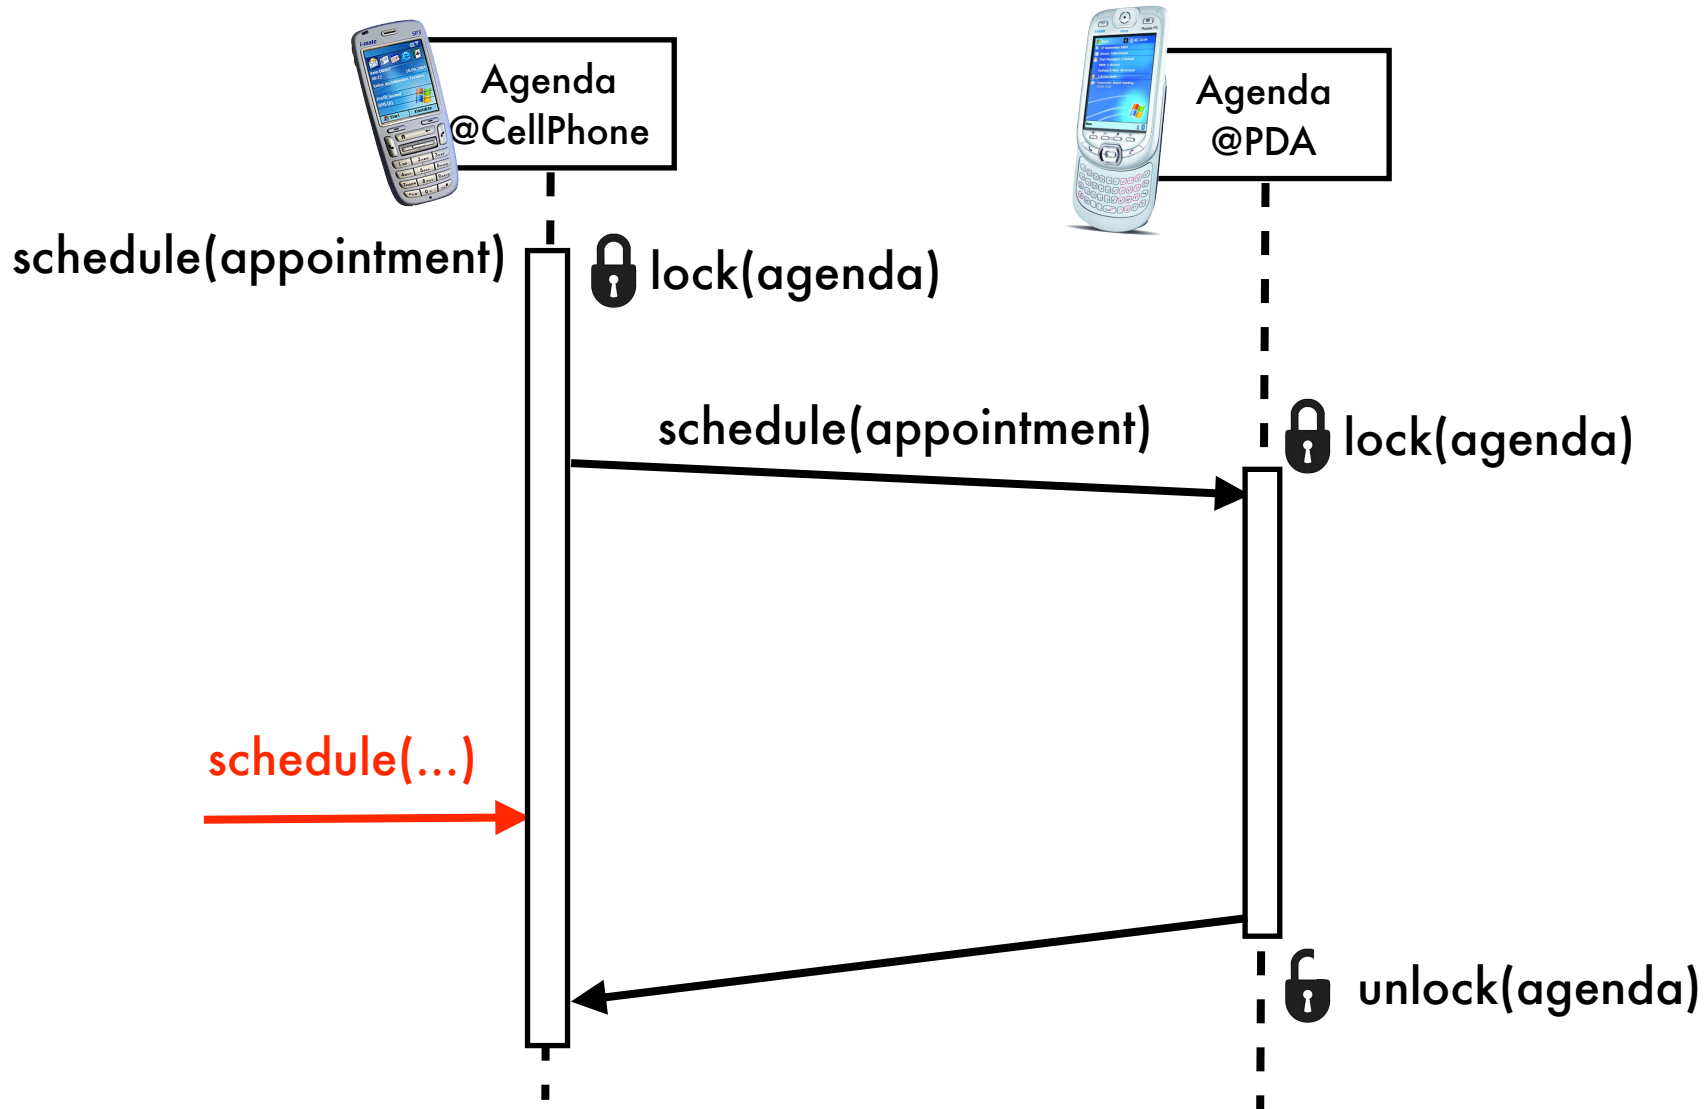 Agenda
@CellPhone
Agenda
@PDA
schedule(appointment)
lock(agenda)
schedule(appointment)
lock(agenda)
schedule(...)
unlock(agenda)